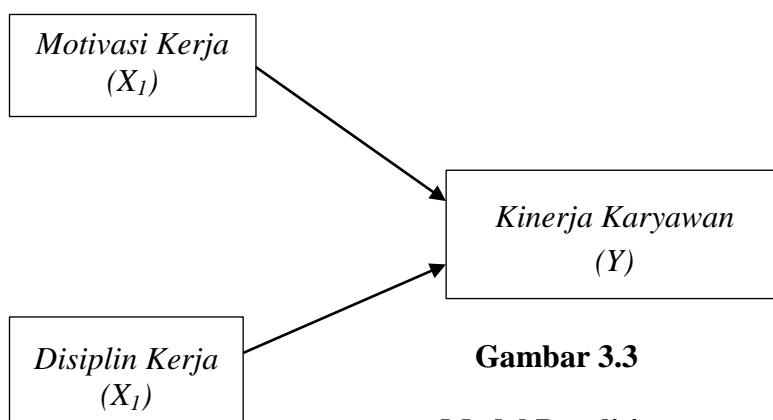 Motivasi Kerja
(X₁)
Kinerja Karyawan
(Y)
Disiplin Kerja
(X₁)
Gambar 3.3